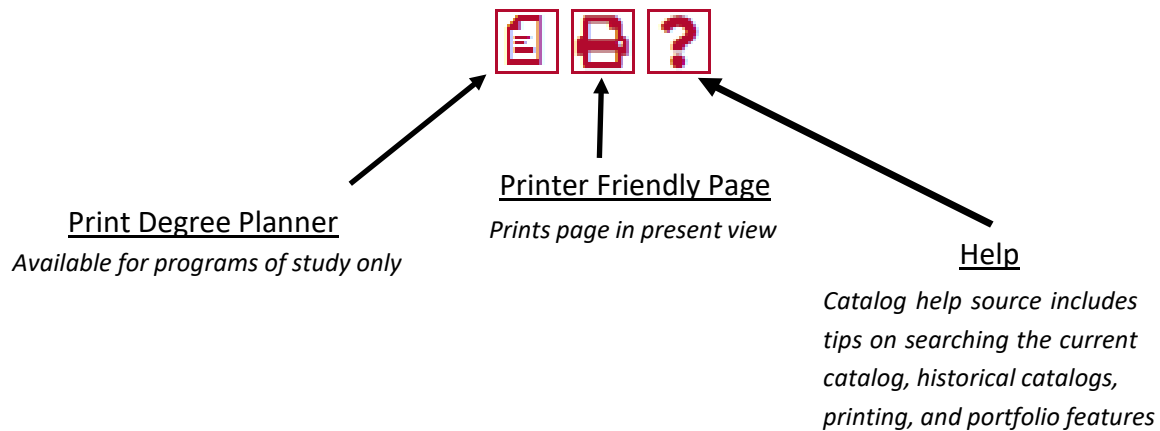 ?
Print Degree Planner
Available for programs of study only
Printer Friendly Page
Prints page in present view
Help
Catalog help source includes
tips on searching the current
catalog, historical catalogs,
printing, and portfolio features